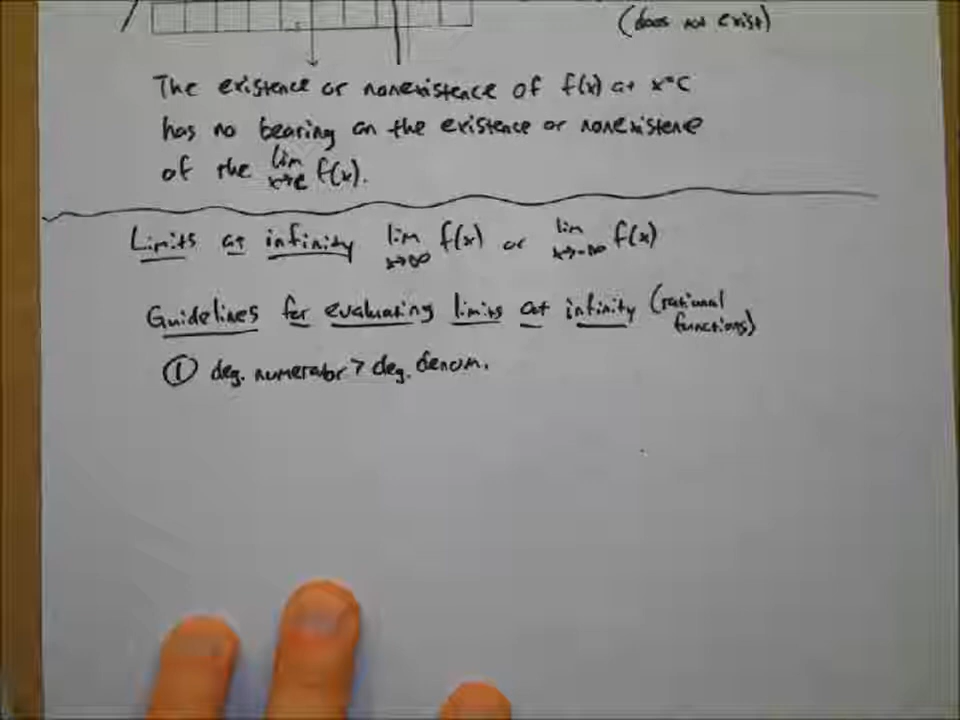 (does not exist)
The existence or nonexistence of f(x) at x=c
has no bearing on the existence or nonexistene
of the lim x→c f(x).
Limits at infinity lim x→∞ f(x) or lim x→-∞ f(x)
Guidelines for evaluating limits at infinity (rational functions)
① deg. numerator > deg. denom.